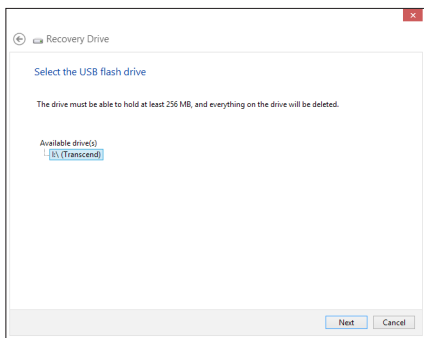 Recovery Drive
Select the USB flash drive
The drive must be able to hold at least 256 MB, and everything on the drive will be deleted.
Available drive(s)
I:\ (Transcend)
Next Cancel